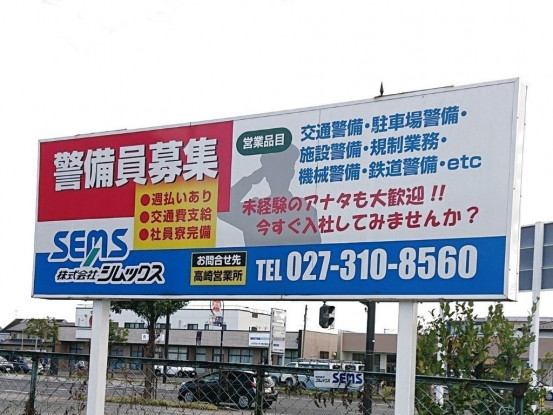 警備員募集
●週払いあり
●交通費支給
●社員寮完備
営業品目
交通警備・駐車場警備・
施設警備・規制業務・
機械警備・鉄道警備・etc
未経験のアナタも大歓迎!!
今すぐ入社してみませんか?
SEMS
株式会社シムックス
お問合せ先
高崎営業所
TEL 027-310-8560
SEMS